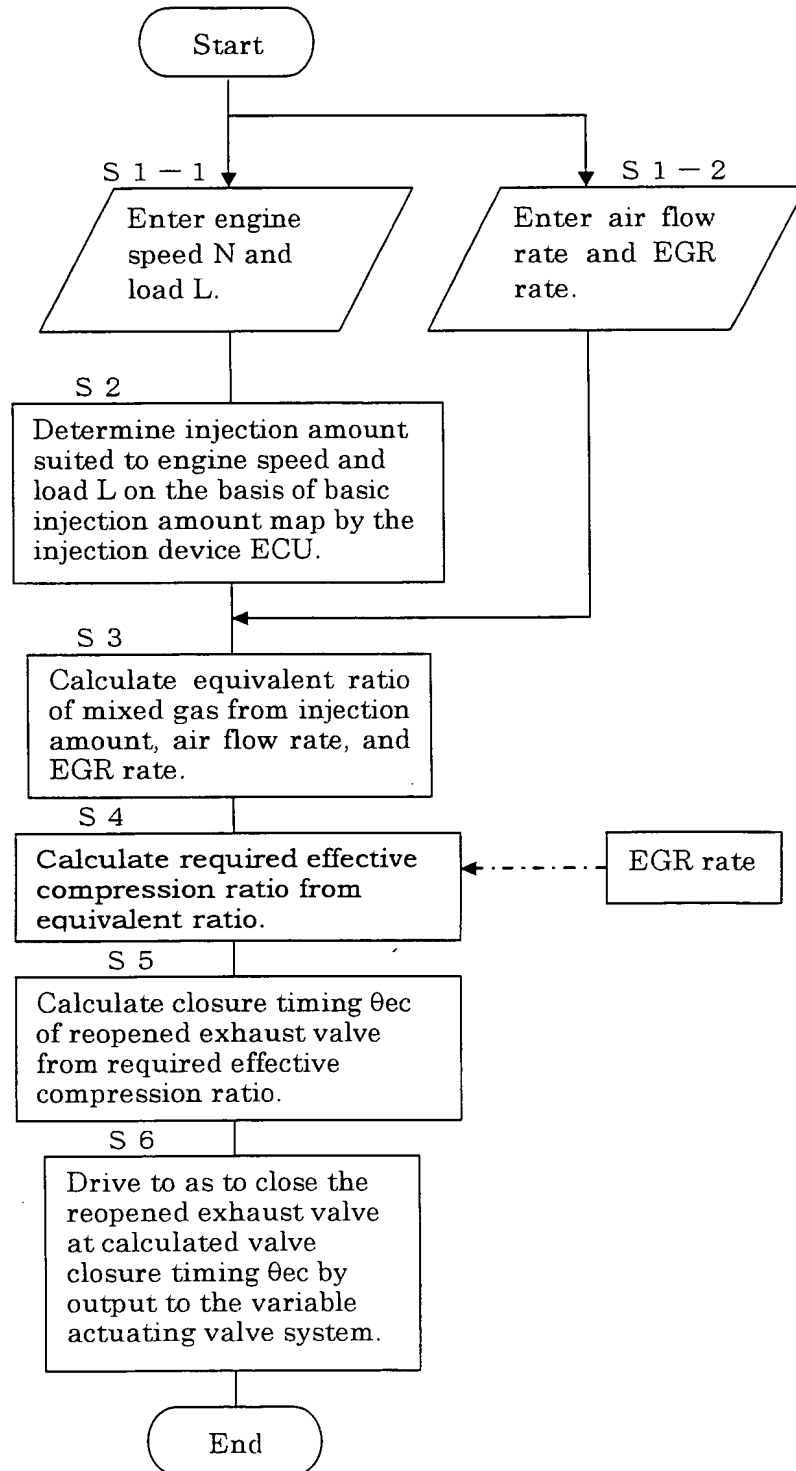 Start
S 1 － 1
S 1 － 2
Enter engine
speed N and
load L.
Enter air flow
rate and EGR
rate.
S 2
Determine injection amount
suited to engine speed and
load L on the basis of basic
injection amount map by the
injection device ECU.
S 3
Calculate equivalent ratio
of mixed gas from injection
amount, air flow rate, and
EGR rate.
S 4
Calculate required effective
compression ratio from
equivalent ratio.
EGR rate
S 5
Calculate closure timing θec
of reopened exhaust valve
from required effective
compression ratio.
S 6
Drive to as to close the
reopened exhaust valve
at calculated valve
closure timing θec by
output to the variable
actuating valve system.
End